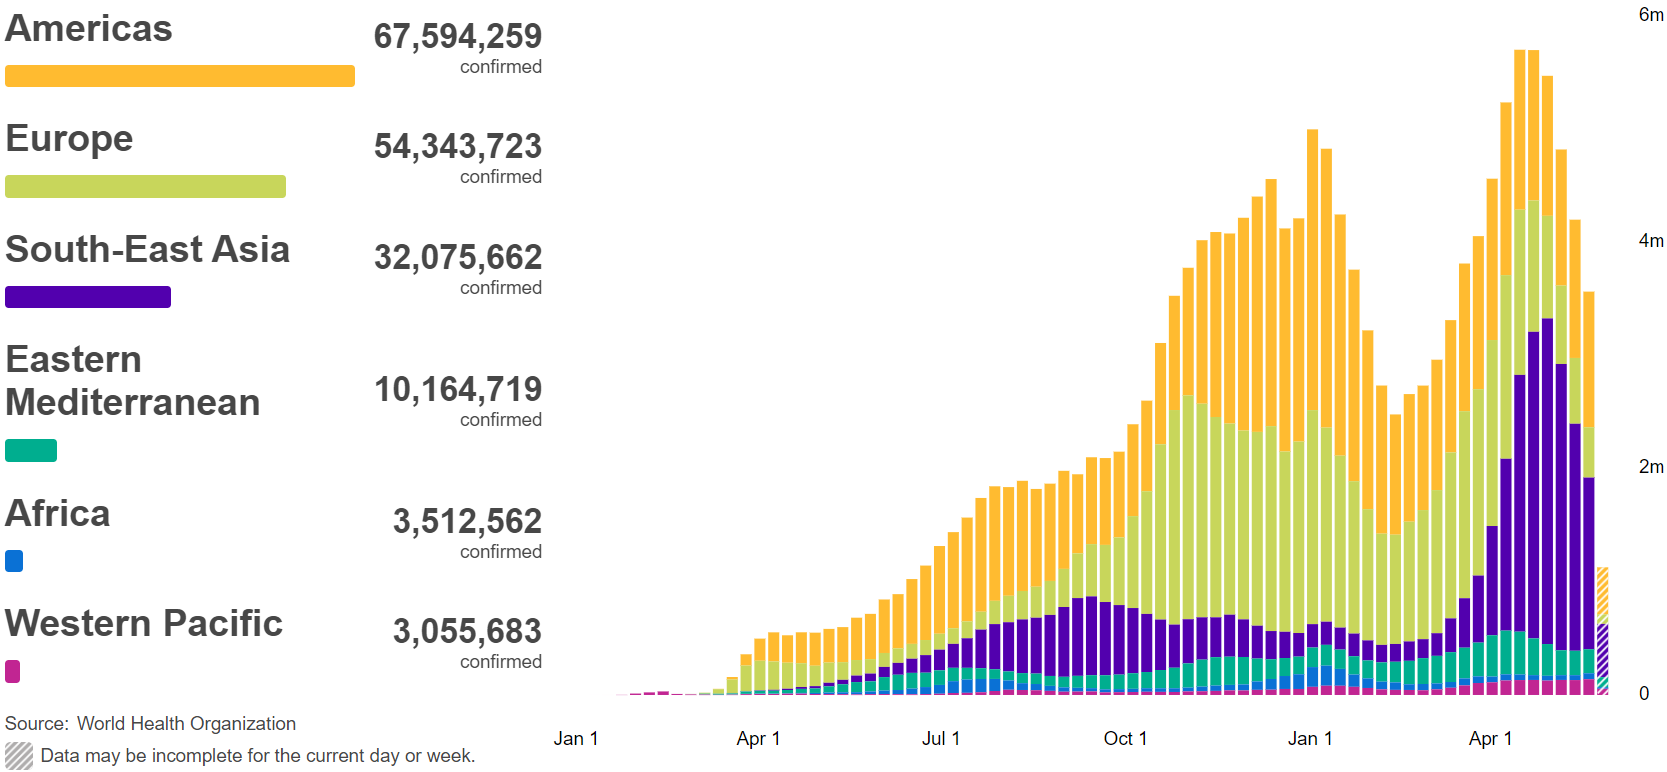 Americas
67,594,259
confirmed
Europe
54,343,723
confirmed
South-East Asia
32,075,662
confirmed
Eastern
Mediterranean
10,164,719
confirmed
Africa
3,512,562
confirmed
Western Pacific
3,055,683
confirmed
Source: World Health Organization
Data may be incomplete for the current day or week.
6m
4m
2m
0
Jan 1
Apr 1
Jul 1
Oct 1
Jan 1
Apr 1